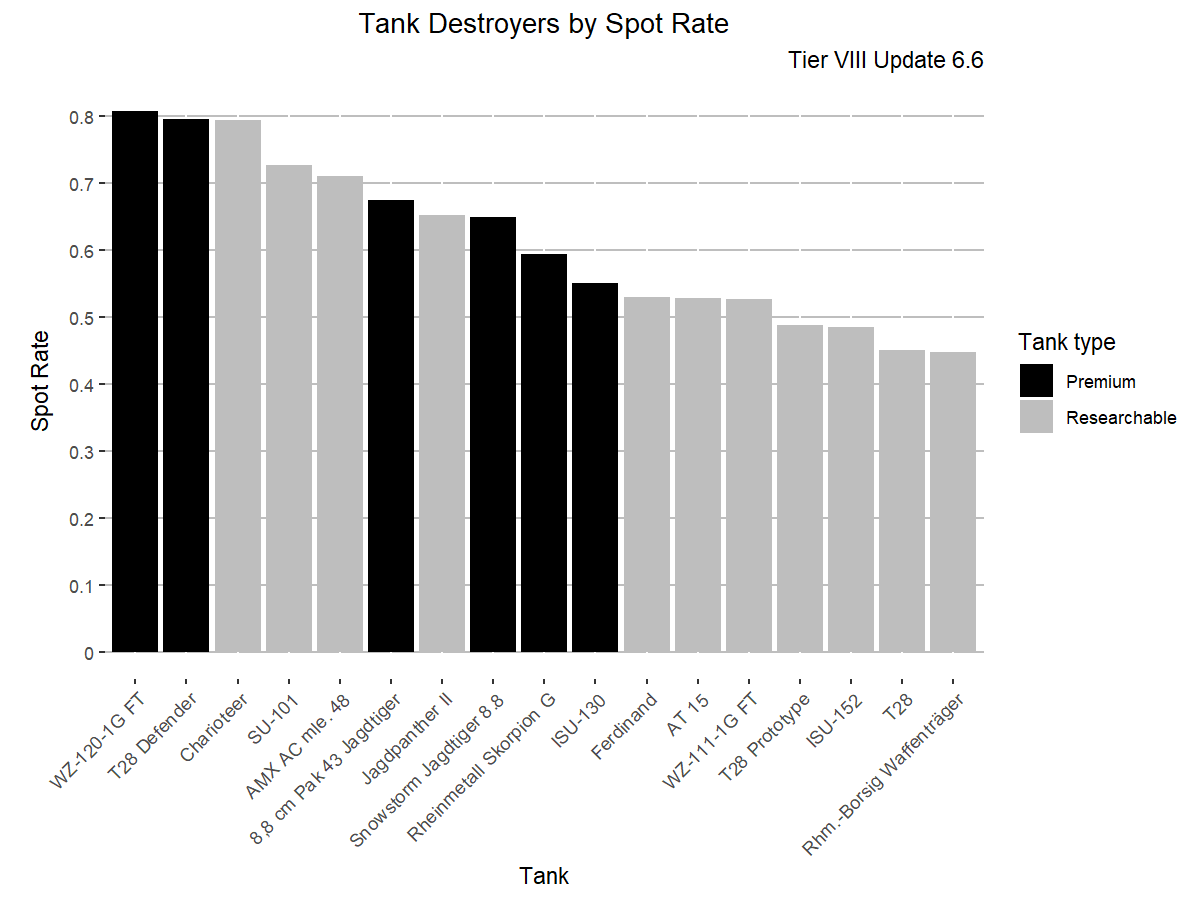 Tank Destroyers by Spot Rate
Tier VIII Update 6.6
Spot Rate
0.8
0.7
0.6
0.5
0.4
0.3
0.2
0.1
0
WZ-120-1G FT
T28 Defender
Charioteer
SU-101
AMX AC mle. 48
8,8 cm Pak 43 Jagdtiger
Jagdpanther II
Snowstorm Jagdtiger 8.8
Rheinmetall Skorpion G
ISU-130
Ferdinand
AT 15
WZ-111-1G FT
T28 Prototype
ISU-152
T28
Rhm.-Borsig Waffenträger
Tank
Tank type
Premium
Researchable